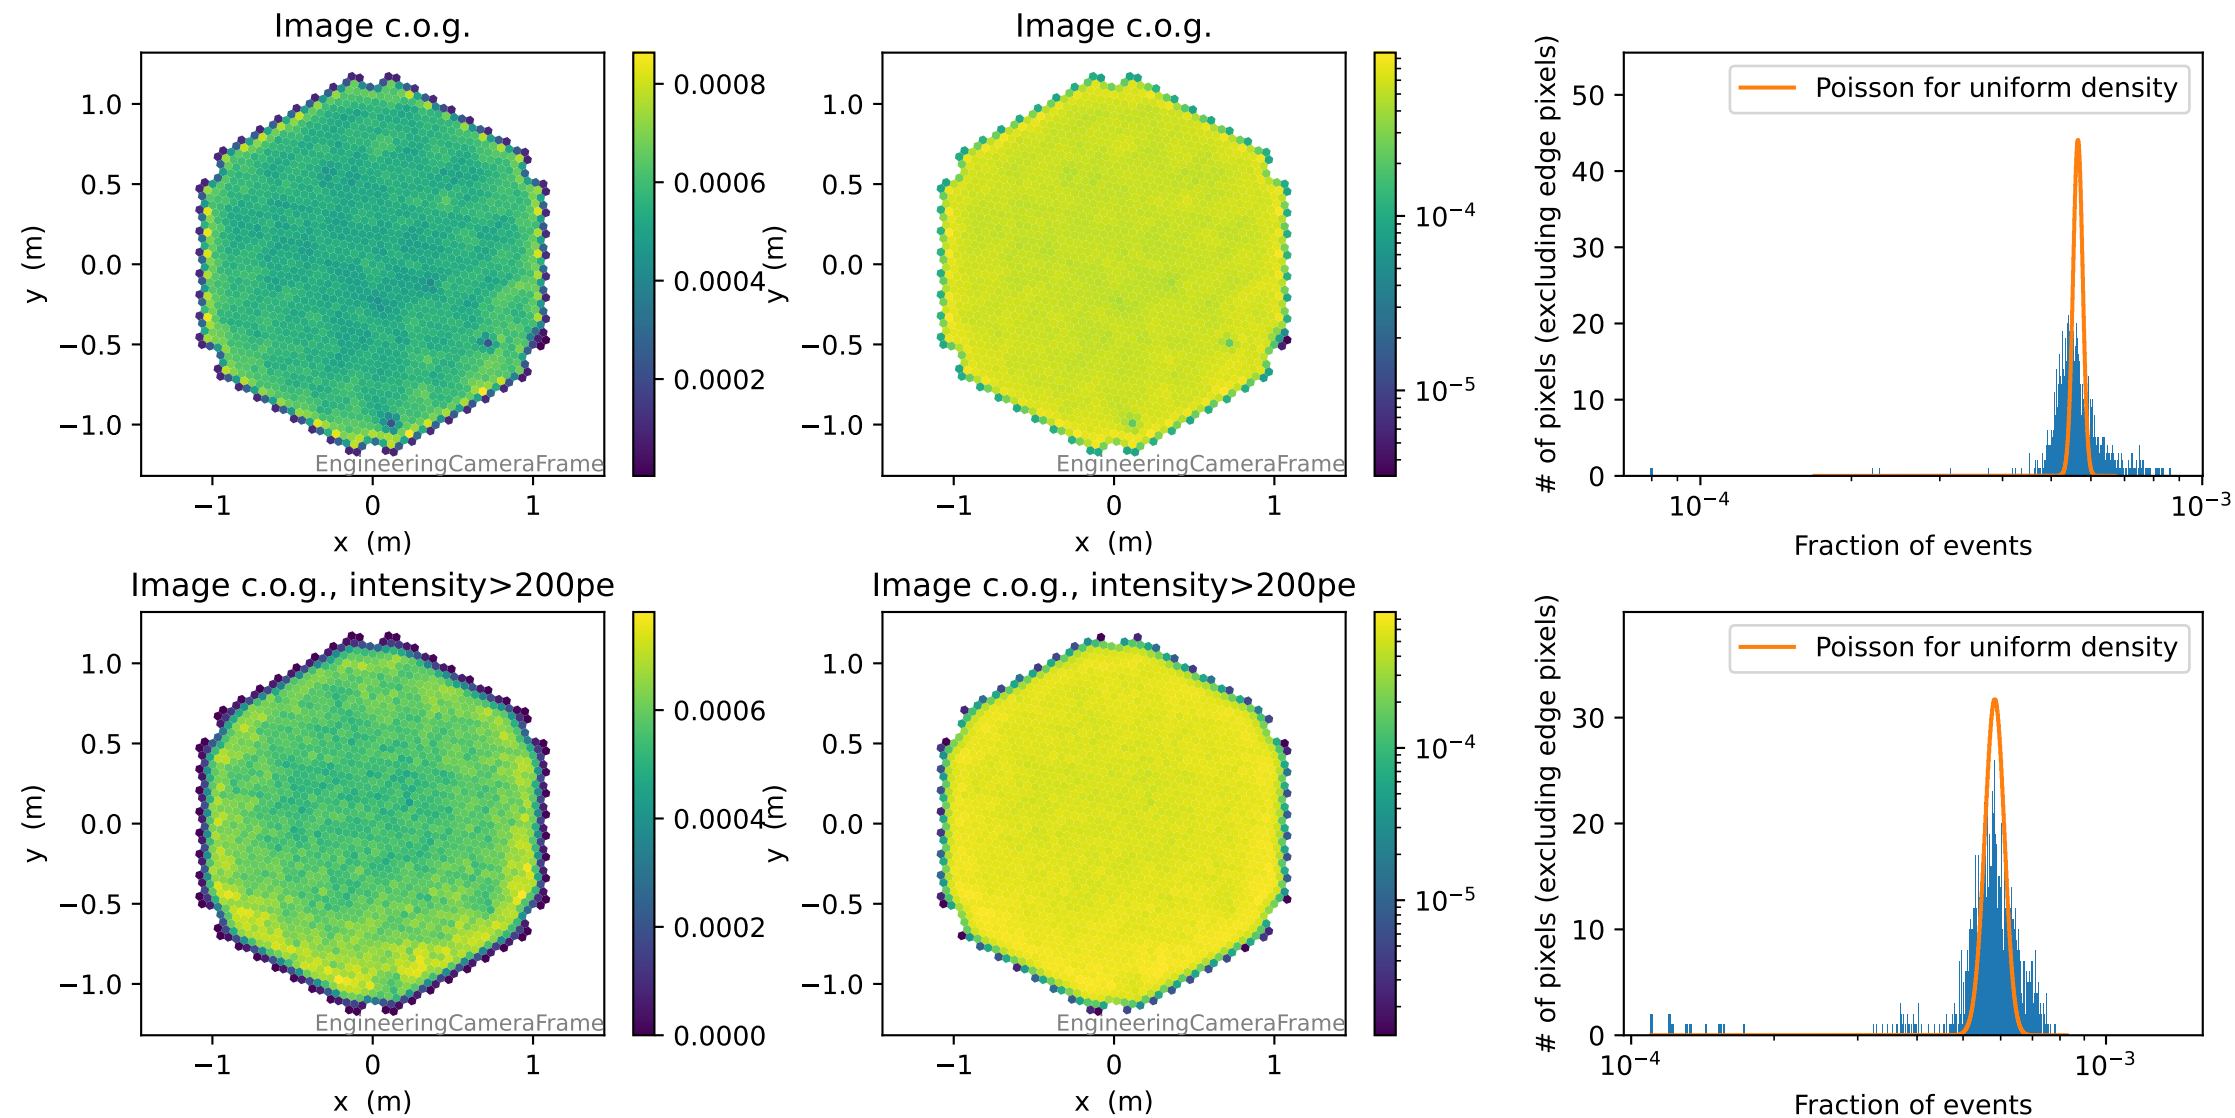 Image c.o.g.
y (m)
1.0
0.5
0.0
−0.5
−1.0
−1
0
1
x (m)
EngineeringCameraFrame
0.0008
0.0006
0.0004
0.0002
Image c.o.g.
y (m)
1.0
0.5
0.0
−0.5
−1.0
−1
0
1
x (m)
EngineeringCameraFrame
10−4
10−5
# of pixels (excluding edge pixels)
50
40
30
20
10
0
Poisson for uniform density
10−4
10−3
Fraction of events
Image c.o.g., intensity>200pe
y (m)
1.0
0.5
0.0
−0.5
−1.0
−1
0
1
x (m)
EngineeringCameraFrame
0.0006
0.0004
0.0002
0.0000
Image c.o.g., intensity>200pe
y (m)
1.0
0.5
0.0
−0.5
−1.0
−1
0
1
x (m)
EngineeringCameraFrame
10−4
10−5
# of pixels (excluding edge pixels)
30
20
10
0
Poisson for uniform density
10−4
10−3
Fraction of events